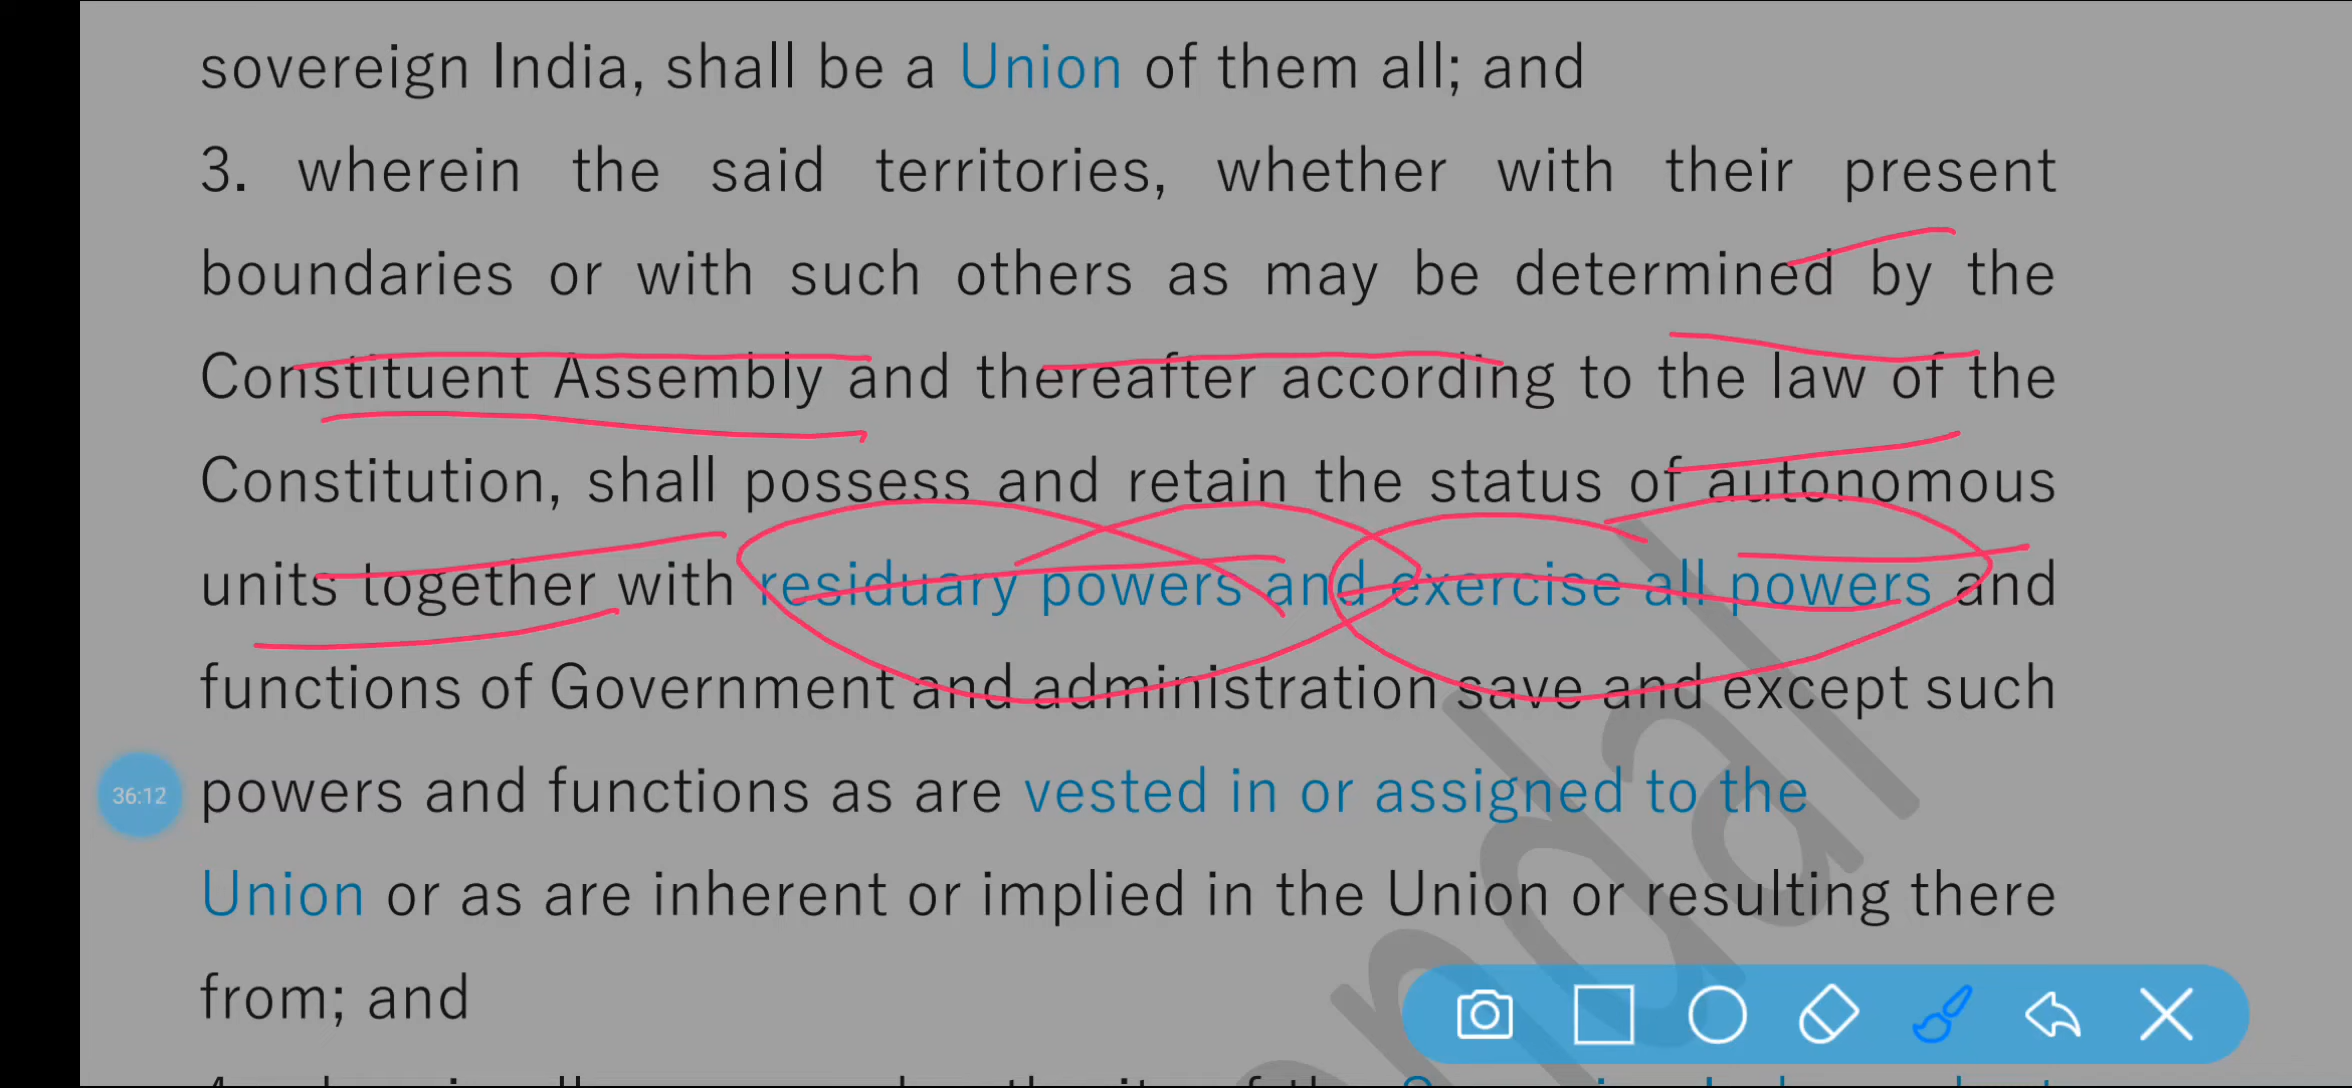 sovereign India, shall be a Union of them all; and
3. wherein the said territories, whether with their present
boundaries or with such others as may be determined by the
Constituent Assembly and thereafter according to the law of the
Constitution, shall possess and retain the status of autonomous
units together with residuary powers and exercise all powers and
functions of Government and administration save and except such
36:12
powers and functions as are vested in or assigned to the
Union or as are inherent or implied in the Union or resulting there
from; and